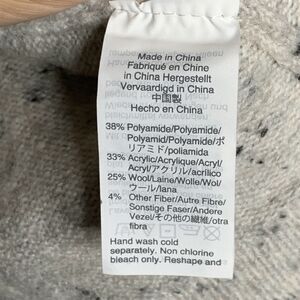 Made in China
Fabriqué en Chine
in China Hergestellt
Vervaardigd in China
中国製
Hecho en China
38% Polyamide/Polyamide/
Polyamid/Polyamide/ポ
リアミド/poliamida
33% Acrylic/Acrylique/Acryl/
Acryl/アクリル/acrílico
25% Wool/Laine/Wolle/Wol/
ウール/lana
4% Other Fiber/Autre Fibre/
Sonstige Faser/Andere
Vezel/その他の繊維/otra
fibra
Hand wash cold
separately. Non chlorine
bleach only. Reshape and